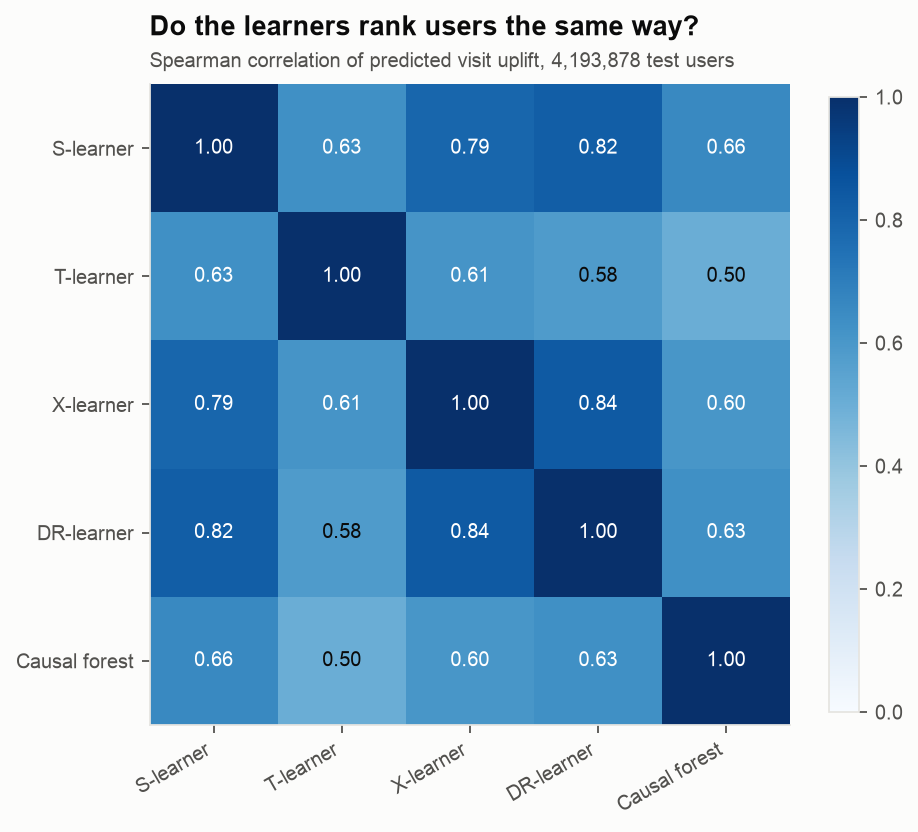 Do the learners rank users the same way?
Spearman correlation of predicted visit uplift, 4,193,878 test users
S-learner 1.00 0.63 0.79 0.82 0.66
T-learner 0.63 1.00 0.61 0.58 0.50
X-learner 0.79 0.61 1.00 0.84 0.60
DR-learner 0.82 0.58 0.84 1.00 0.63
Causal forest 0.66 0.50 0.60 0.63 1.00
S-learner T-learner X-learner DR-learner Causal forest
1.0
0.8
0.6
0.4
0.2
0.0